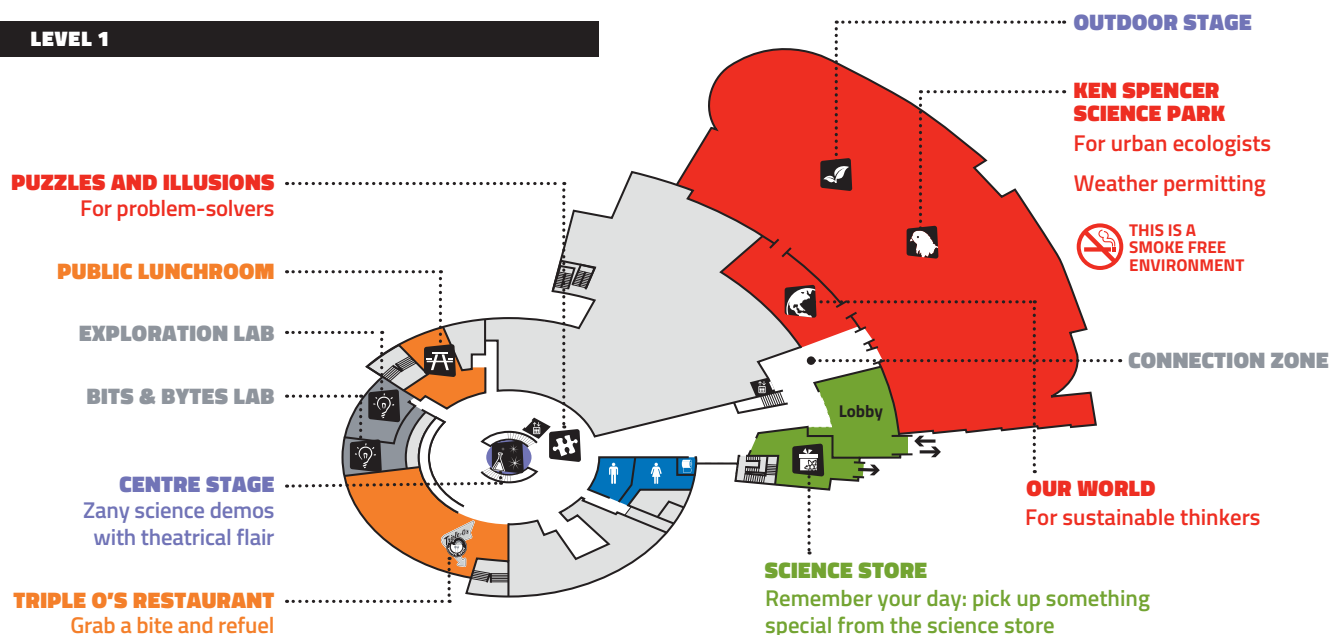 LEVEL 1
OUTDOOR STAGE
KEN SPENCER
SCIENCE PARK
For urban ecologists
Weather permitting
THIS IS A
SMOKE FREE
ENVIRONMENT
PUZZLES AND ILLUSIONS
For problem-solvers
PUBLIC LUNCHROOM
EXPLORATION LAB
CONNECTION ZONE
BITS & BYTES LAB
Lobby
CENTRE STAGE
Zany science demos
with theatrical flair
OUR WORLD
For sustainable thinkers
Triple O's
SCIENCE STORE
Remember your day: pick up something
special from the science store
TRIPLE O'S RESTAURANT
Grab a bite and refuel